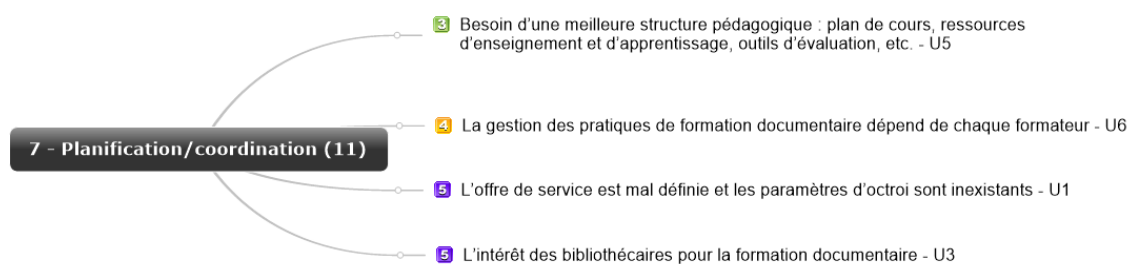 3 Besoin d’une meilleure structure pédagogique : plan de cours, ressources
d’enseignement et d’apprentissage, outils d’évaluation, etc. - U5
4 La gestion des pratiques de formation documentaire dépend de chaque formateur - U6
7 - Planification/coordination (11)
5 L’offre de service est mal définie et les paramètres d’octroi sont inexistants - U1
5 L’intérêt des bibliothécaires pour la formation documentaire - U3